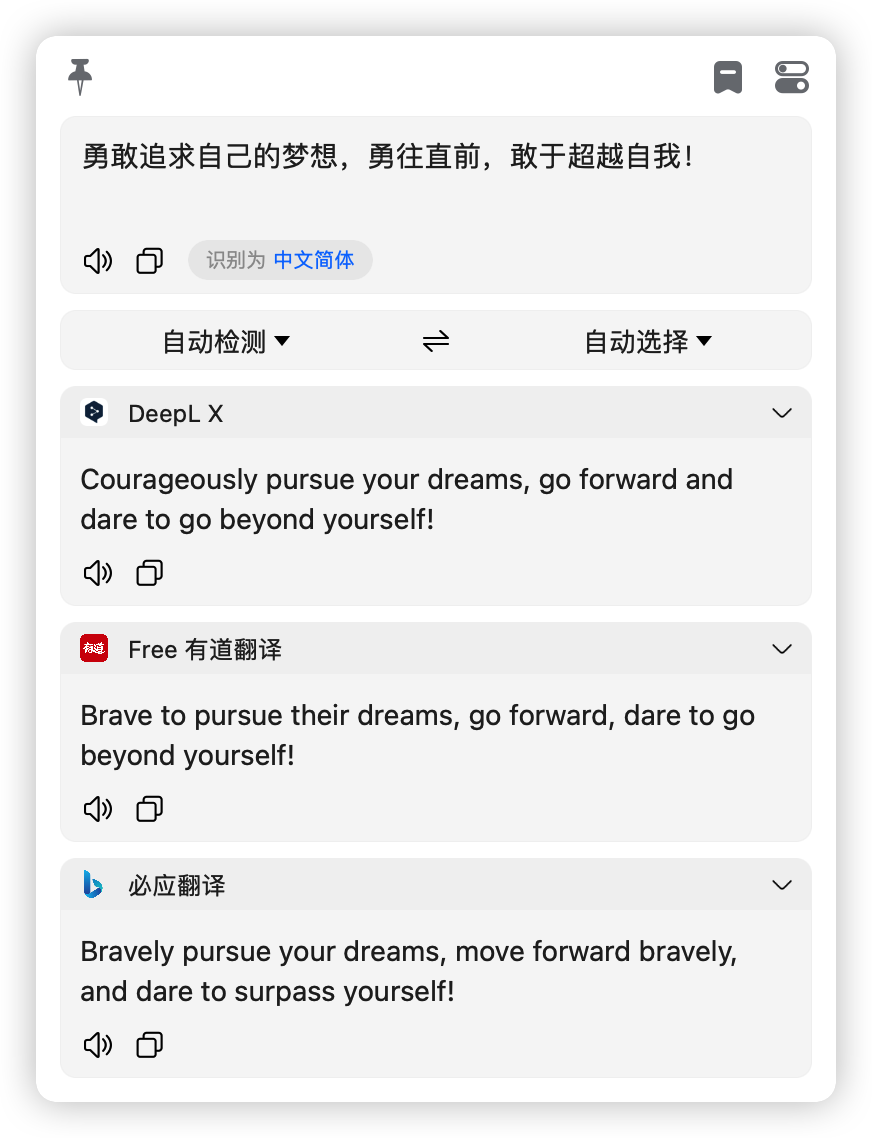 勇敢追求自己的梦想，勇往直前，敢于超越自我！
识别为 中文简体
自动检测
自动选择
DeepL X
Courageously pursue your dreams, go forward and
dare to go beyond yourself!
有道
Free 有道翻译
Brave to pursue their dreams, go forward, dare to go
beyond yourself!
必应翻译
Bravely pursue your dreams, move forward bravely,
and dare to surpass yourself!